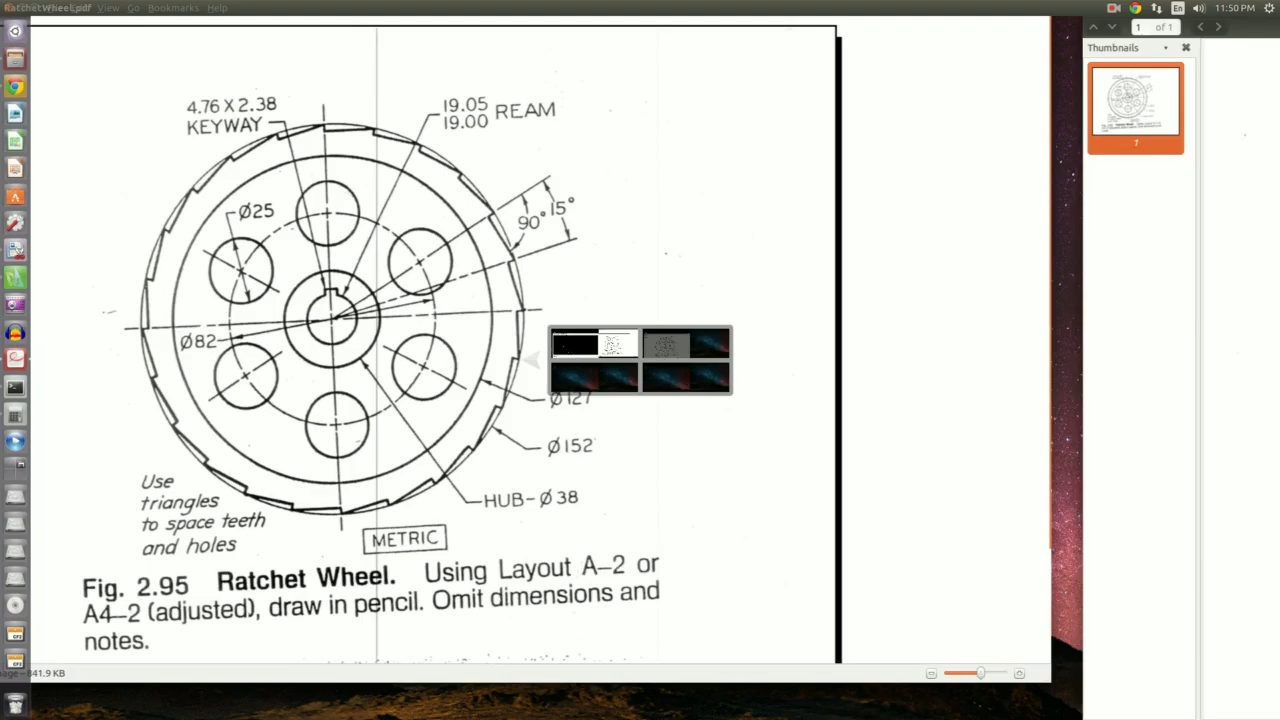 RatchetWheel.pdf View Go Bookmarks Help
En 11:50 PM
1 of 1
Thumbnails
1
4.76 X 2.38
KEYWAY
19.05
19.00 REAM
Ø25
90°
15°
Ø82
Ø127
Ø152
HUB-Ø 38
Use
triangles
to space teeth
and holes
METRIC
Fig. 2.95 Ratchet Wheel. Using Layout A–2 or
A4–2 (adjusted), draw in pencil. Omit dimensions and
notes.
841.9 KB